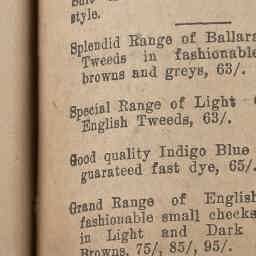 style.
Splendid Range of Ballar
Tweeds in fashionable
browns and greys, 63/.
Special Range of Light
English Tweeds, 63/.
Good quality Indigo Blue
guarateed fast dye, 65/
Grand Range of English
fashionable small checks
in Light and Dark
Browns, 75/, 85/, 95/.